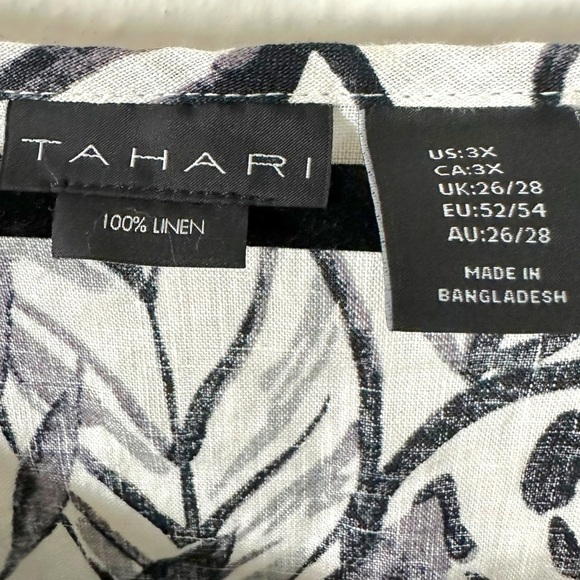 TAHARI
100% LINEN
US:3X
CA:3X
UK:26/28
EU:52/54
AU:26/28
MADE IN
BANGLADESH